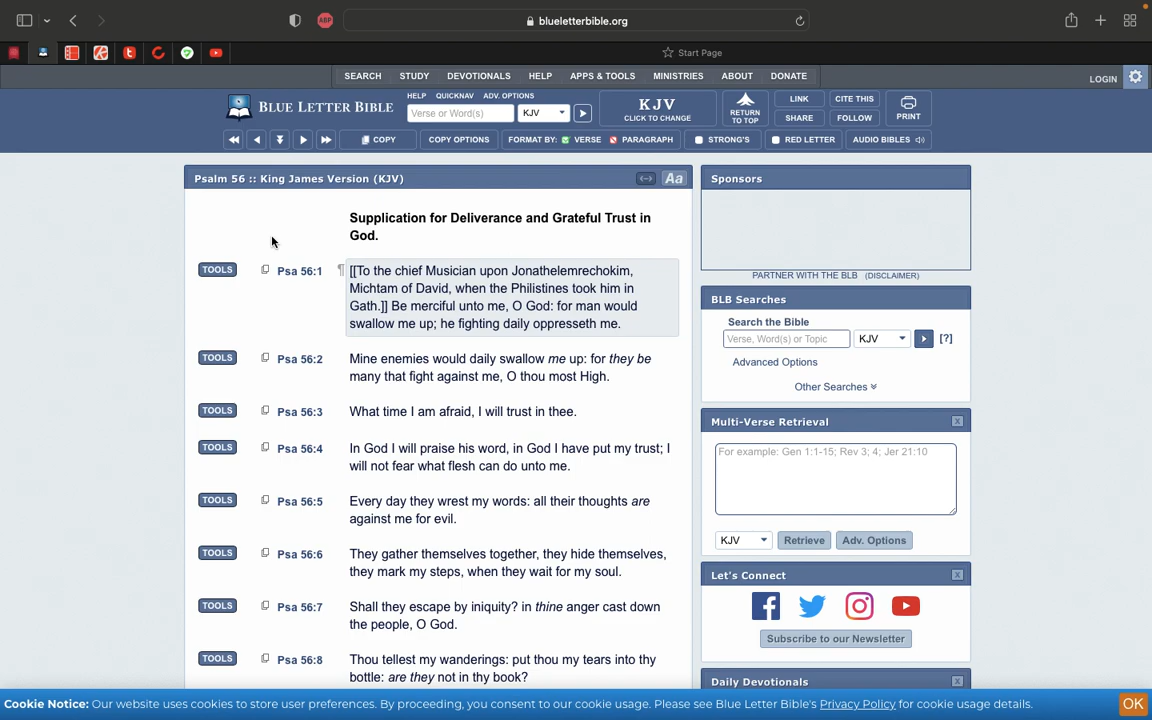 ABP
blueletterbible.org
Start Page
SEARCH STUDY DEVOTIONALS HELP APPS & TOOLS MINISTRIES ABOUT DONATE
LOGIN
BLUE LETTER BIBLE
HELP QUICKNAV ADV. OPTIONS
Verse or Word(s)
KJV
KJV
CLICK TO CHANGE
RETURN
TO TOP
LINK
CITE THIS
SHARE
FOLLOW
PRINT
COPY
COPY OPTIONS
FORMAT BY: VERSE PARAGRAPH
STRONG'S
RED LETTER
AUDIO BIBLES
Psalm 56 :: King James Version (KJV)
Aa
Supplication for Deliverance and Grateful Trust in
God.
TOOLS
Psa 56:1
¶ [[To the chief Musician upon Jonathelemrechokim,
Michtam of David, when the Philistines took him in
Gath.]] Be merciful unto me, O God: for man would
swallow me up; he fighting daily oppresseth me.
TOOLS
Psa 56:2
Mine enemies would daily swallow me up: for they be
many that fight against me, O thou most High.
TOOLS
Psa 56:3
What time I am afraid, I will trust in thee.
TOOLS
Psa 56:4
In God I will praise his word, in God I have put my trust; I
will not fear what flesh can do unto me.
TOOLS
Psa 56:5
Every day they wrest my words: all their thoughts are
against me for evil.
TOOLS
Psa 56:6
They gather themselves together, they hide themselves,
they mark my steps, when they wait for my soul.
TOOLS
Psa 56:7
Shall they escape by iniquity? in thine anger cast down
the people, O God.
TOOLS
Psa 56:8
Thou tellest my wanderings: put thou my tears into thy
bottle: are they not in thy book?
Sponsors
PARTNER WITH THE BLB (DISCLAIMER)
BLB Searches
Search the Bible
Verse, Word(s) or Topic
KJV
[?]
Advanced Options
Other Searches
Multi-Verse Retrieval
X
For example: Gen 1:1-15; Rev 3; 4; Jer 21:10
KJV
Retrieve
Adv. Options
Let's Connect
X
Subscribe to our Newsletter
Daily Devotionals
X
Cookie Notice: Our website uses cookies to store user preferences. By proceeding, you consent to our cookie usage. Please see Blue Letter Bible's Privacy Policy for cookie usage details.
OK